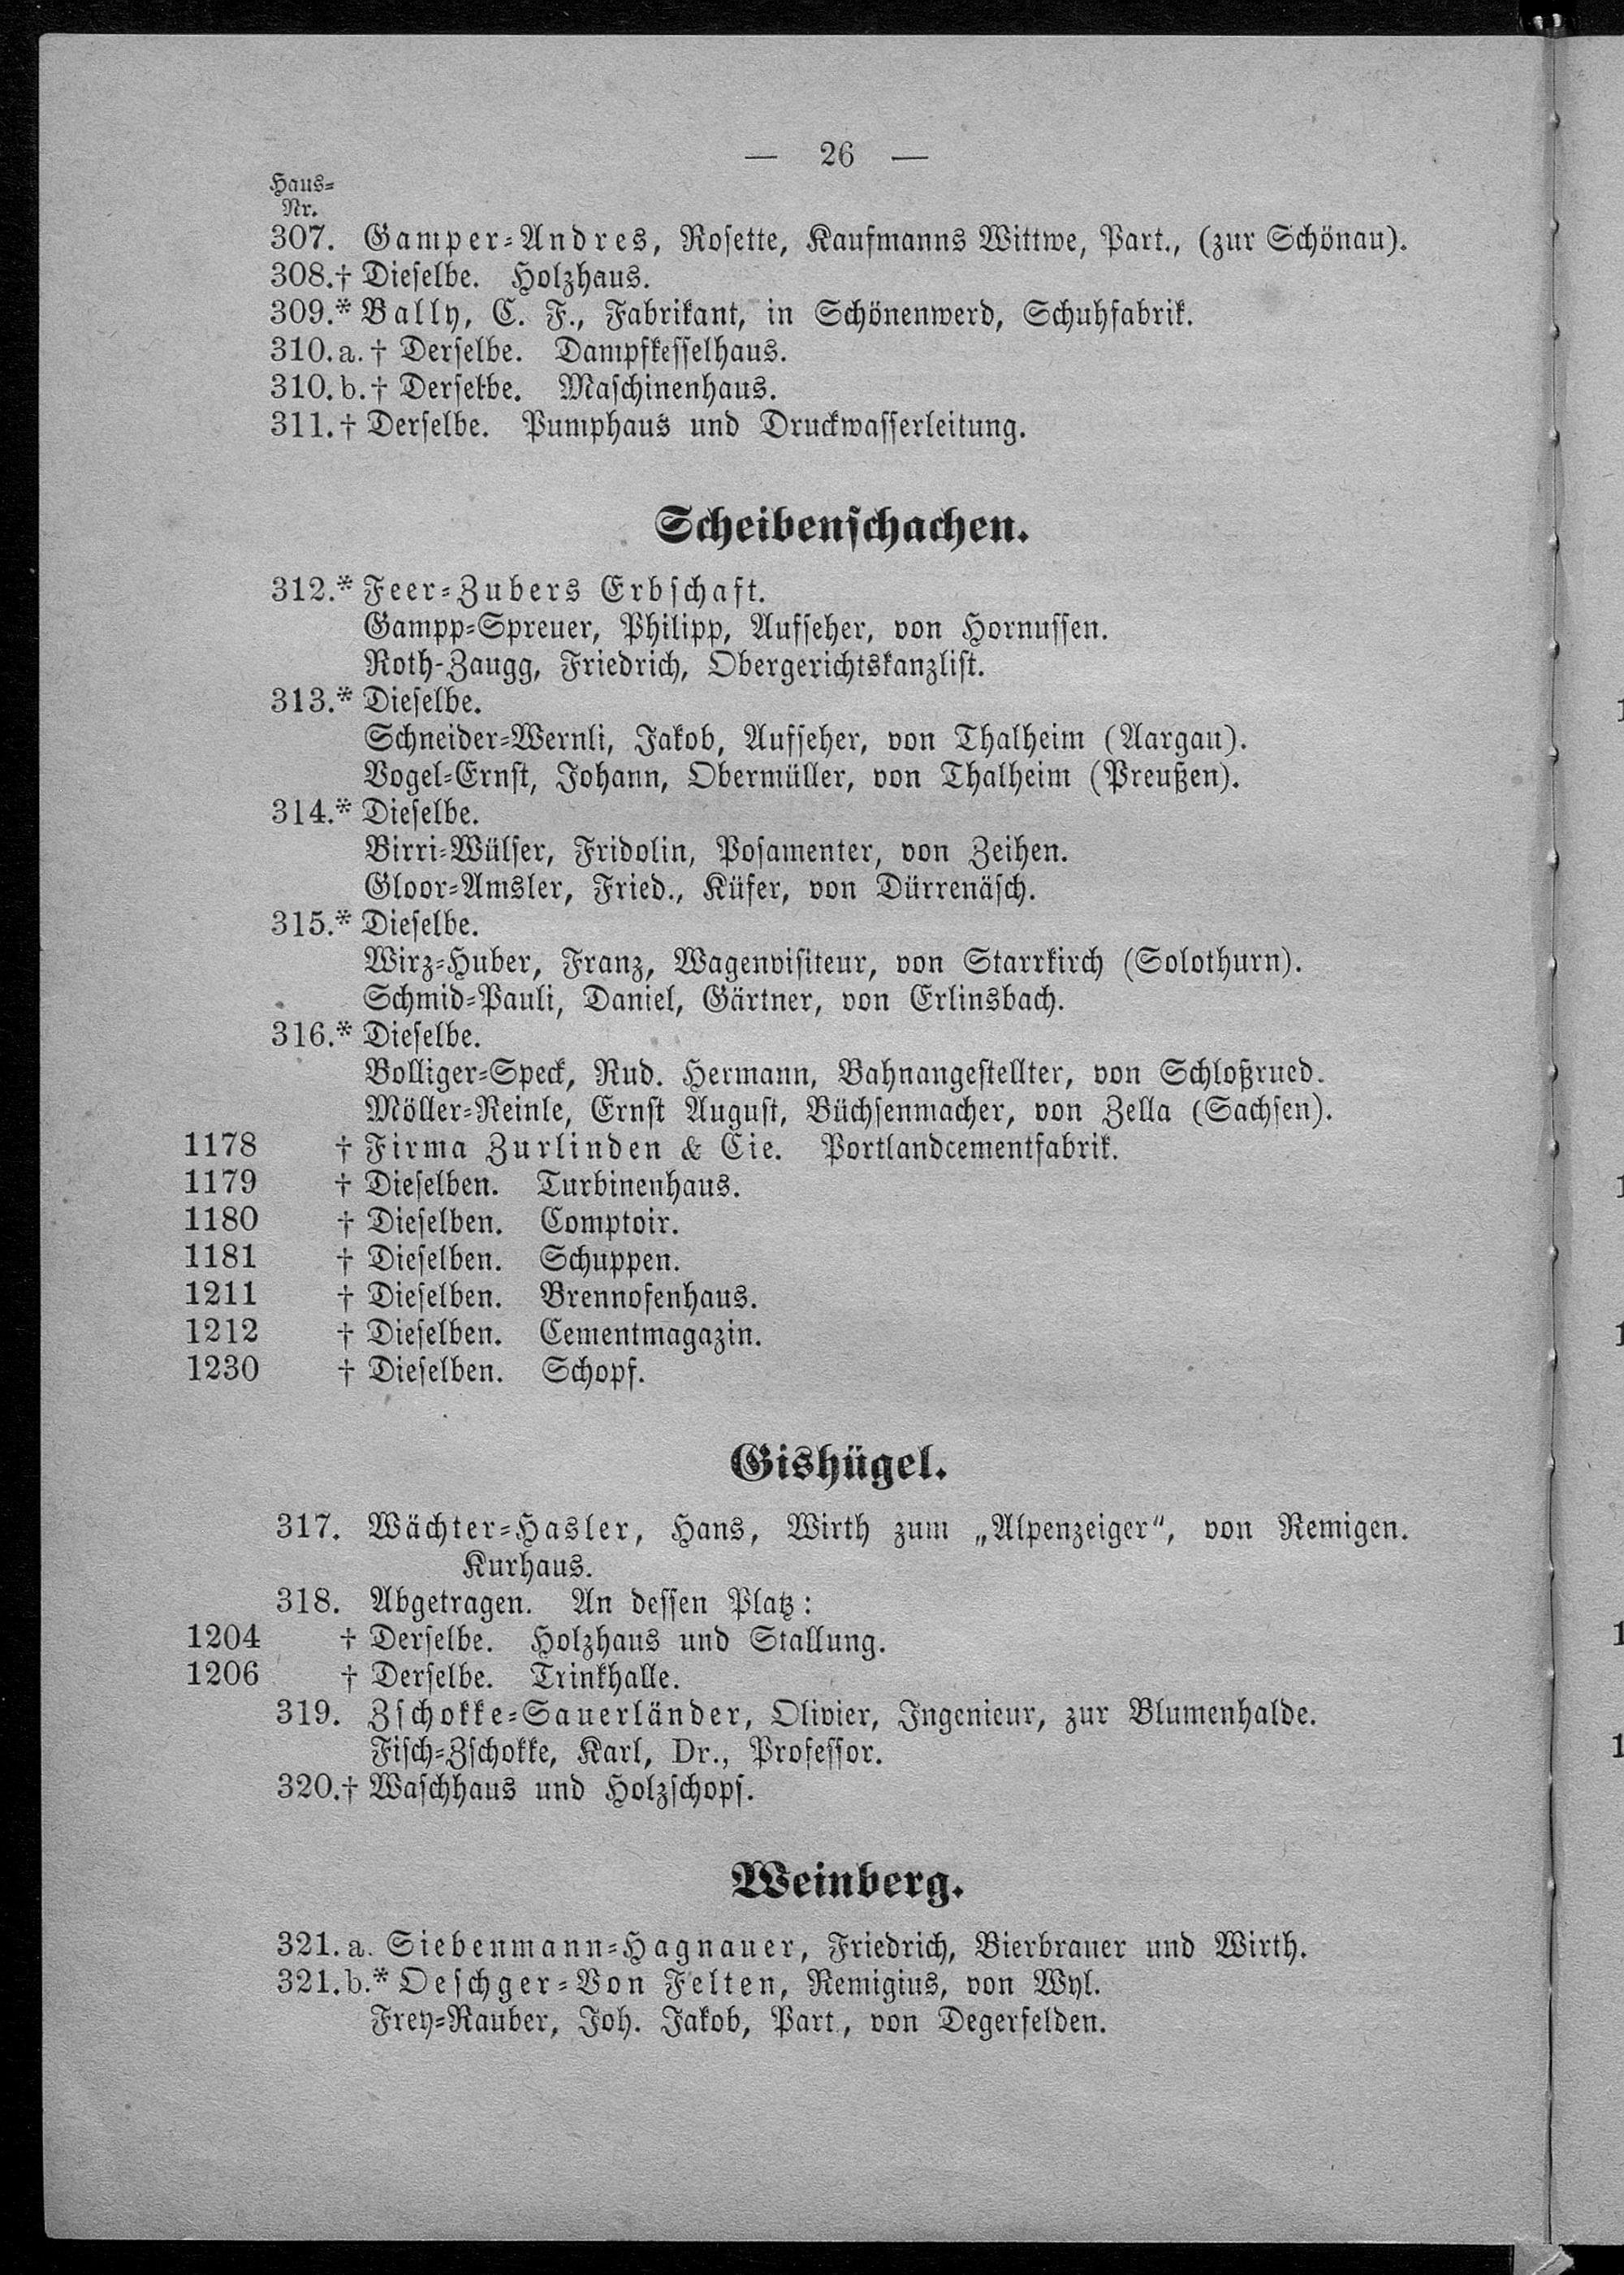 — 26 —
Haus-
Nr.
307. Gamper-Andres, Rosette, Kaufmanns Wittwe, Part., (zur Schönau).
308.† Dieselbe. Holzhaus.
309.* Bally, C. F., Fabrikant, in Schönenwerd, Schuhfabrik.
310. a. † Derselbe. Dampfkesselhaus.
310. b. † Derselbe. Maschinenhaus.
311. † Derselbe. Pumphaus und Druckwasserleitung.
Scheibenschachen.
312.* Feer-Zubers Erbschaft.
Gampp-Spreuer, Philipp, Aufseher, von Hornussen.
Roth-Zaugg, Friedrich, Obergerichtskanzlist.
313.* Dieselbe.
Schneider-Wernli, Jakob, Aufseher, von Thalheim (Aargau).
Vogel-Ernst, Johann, Obermüller, von Thalheim (Preußen).
314.* Dieselbe.
Birri-Wülser, Fridolin, Posamenter, von Zeihen.
Gloor-Amsler, Fried., Küfer, von Dürrenäsch.
315.* Dieselbe.
Wirz-Huber, Franz, Wagenvisiteur, von Starrkirch (Solothurn).
Schmid-Pauli, Daniel, Gärtner, von Erlinsbach.
316.* Dieselbe.
Bolliger-Speck, Rud. Hermann, Bahnangestellter, von Schloßrued.
Möller-Reinle, Ernst August, Büchsenmacher, von Zella (Sachsen).
1178 † Firma Zurlinden & Cie. Portlandcementfabrik.
1179 † Dieselben. Turbinenhaus.
1180 † Dieselben. Comptoir.
1181 † Dieselben. Schuppen.
1211 † Dieselben. Brennofenhaus.
1212 † Dieselben. Cementmagazin.
1230 † Dieselben. Schopf.
Gishügel.
317. Wächter-Hasler, Hans, Wirth zum „Alpenzeiger“, von Remigen.
Kurhaus.
318. Abgetragen. An dessen Platz:
1204 † Derselbe. Holzhaus und Stallung.
1206 † Derselbe. Trinkhalle.
319. Zschokke-Sauerländer, Olivier, Ingenieur, zur Blumenhalde.
Fisch-Zschokke, Karl, Dr., Professor.
320.† Waschhaus und Holzschopf.
Weinberg.
321. a. Siebenmann-Hagnauer, Friedrich, Bierbrauer und Wirth.
321. b.* Oeschger-Von Felten, Remigius, von Wyl.
Frey-Rauber, Joh. Jakob, Part., von Degerfelden.